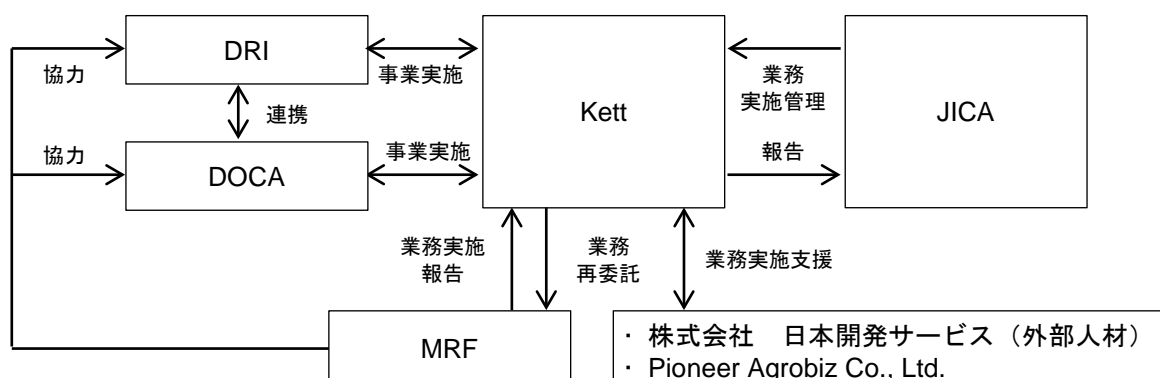 DRI
協力
事業実施
連携
協力
DOCA
事業実施
Kett
業務
実施管理
報告
JICA
業務実施
報告
業務
再委託
業務実施支援
MRF
・ 株式会社 日本開発サービス（外部人材）
・ Pioneer Agrobiz Co., Ltd.